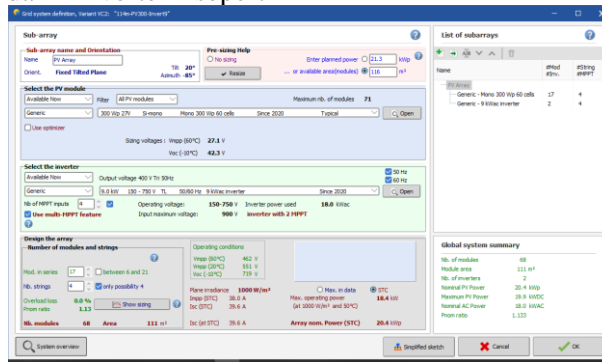 Grid system definition, Variant VC2: "114m-PV300-Invert9"
Sub-array
List of subarrays
Sub-array name and Orientation
Name PV Array
Orient. Fixed Tilted Plane
Tilt 20°
Azimuth -85°
Pre-sizing Help
No sizing
Resize
Enter planned power 21.3 kWp
... or available area(modules) 116 m²
Name #Mod #Inv. #String #MPPT
PV Array
Generic - Mono 300 Wp 60 cells 17 4
Generic - 9 kWac inverter 2 4
Select the PV module
Available Now Filter All PV modules Maximum nb. of modules 71
Generic 300 Wp 27V Si-mono Mono 300 Wp 60 cells Since 2020 Typical Open
Use optimizer
Sizing voltages : Vmpp (60°C) 27.1 V
Voc (-10°C) 42.3 V
Select the inverter
Available Now Output voltage 400 V Tri 50Hz
50 Hz
60 Hz
Generic 9.0 kW 150 - 750 V TL 50/60 Hz 9 kWac inverter Since 2020 Open
Nb of MPPT inputs 4 Operating voltage: 150-750 V Inverter power used 18.0 kWac
Use multi-MPPT feature Input maximum voltage: 900 V inverter with 2 MPPT
Design the array
Number of modules and strings
Mod. in series 17 between 6 and 21
Nb. strings 4 only possibility 4
Overload loss 0.0 %
Pnom ratio 1.13
Show sizing
Nb. modules 68 Area 111 m²
Operating conditions
Vmpp (60°C) 462 V
Vmpp (20°C) 551 V
Voc (-10°C) 719 V
Plane irradiance 1000 W/m²
Impp (STC) 38.0 A
Isc (STC) 39.6 A
Isc (at STC) 39.6 A
Max. in data STC
Max. operating power 18.4 kW
(at 1000 W/m² and 50°C)
Array nom. Power (STC) 20.4 kWp
Global system summary
Nb. of modules 68
Module area 111 m²
Nb. of inverters 2
Nominal PV Power 20.4 kWp
Maximum PV Power 19.9 kWDC
Nominal AC Power 18.0 kWAC
Pnom ratio 1.133
System overview
Simplified sketch
Cancel
OK